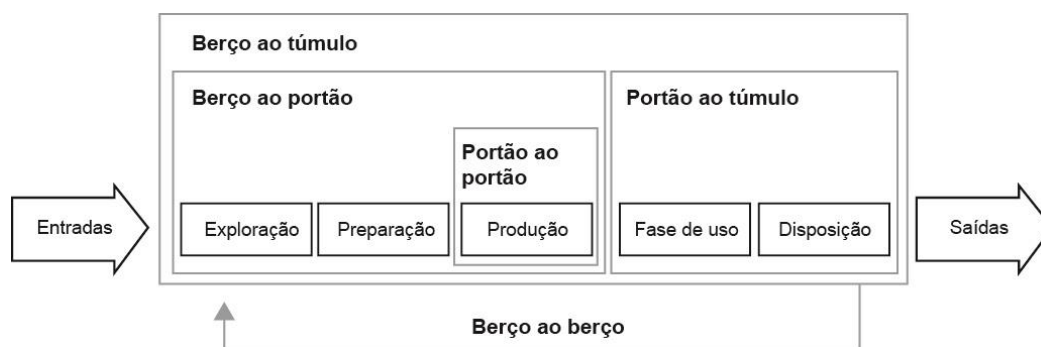 Berço ao túmulo
Berço ao portão
Portão ao túmulo
Portão ao
portão
Entradas
Exploração
Preparação
Produção
Fase de uso
Disposição
Saídas
Berço ao berço